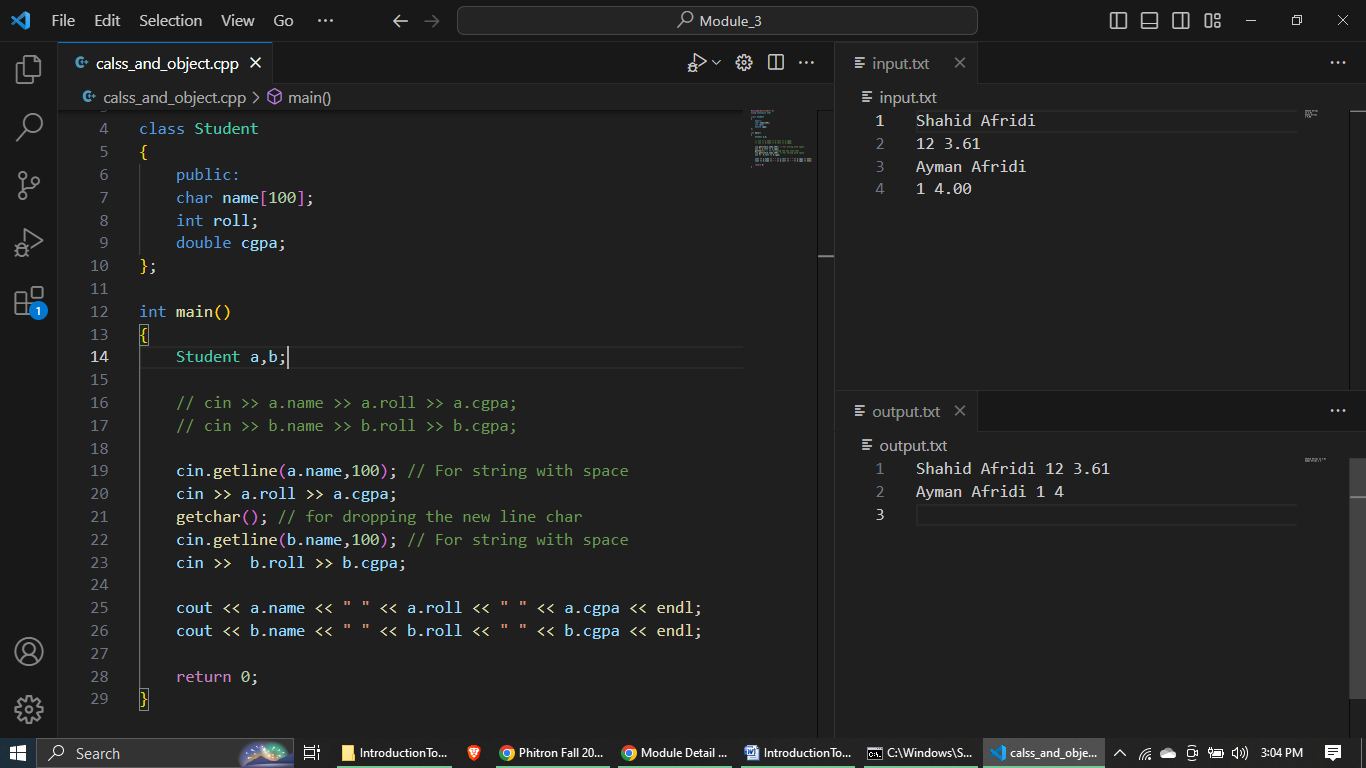 File Edit Selection View Go ··· Module_3
calss_and_object.cpp
calss_and_object.cpp > main()
4 class Student
5 {
6 public:
7 char name[100];
8 int roll;
9 double cgpa;
10 };
11
12 int main()
13 {
14 Student a,b;
15
16 // cin >> a.name >> a.roll >> a.cgpa;
17 // cin >> b.name >> b.roll >> b.cgpa;
18
19 cin.getline(a.name,100); // For string with space
20 cin >> a.roll >> a.cgpa;
21 getchar(); // for dropping the new line char
22 cin.getline(b.name,100); // For string with space
23 cin >>  b.roll >> b.cgpa;
24
25 cout << a.name << " " << a.roll << " " << a.cgpa << endl;
26 cout << b.name << " " << b.roll << " " << b.cgpa << endl;
27
28 return 0;
29 }
input.txt
input.txt
1 Shahid Afridi
2 12 3.61
3 Ayman Afridi
4 1 4.00
output.txt
output.txt
1 Shahid Afridi 12 3.61
2 Ayman Afridi 1 4
3
1
Search IntroductionTo... Phitron Fall 20... Module Detail ... IntroductionTo... C:\Windows\S... calss_and_obje... 3:04 PM